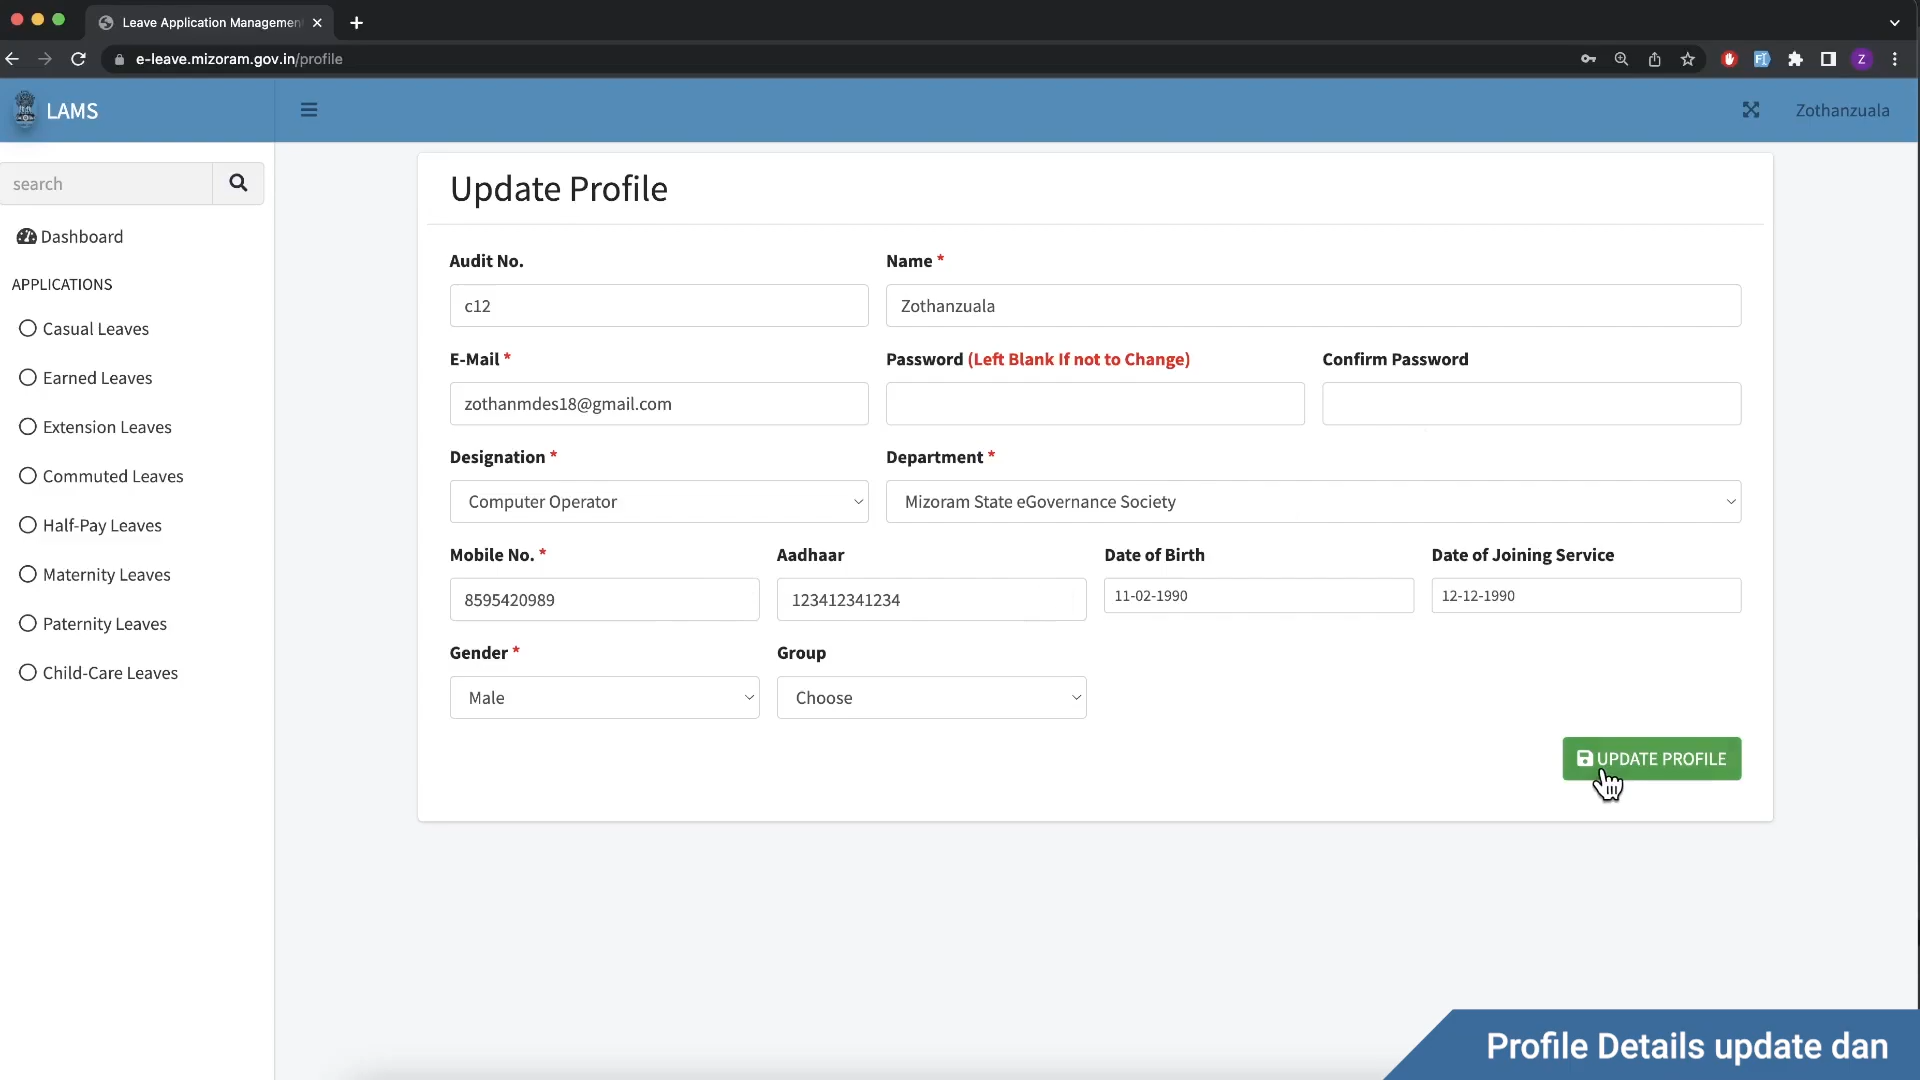 Leave Application Managemen
e-leave.mizoram.gov.in/profile
Z
LAMS
Zothanzuala
search
Dashboard
APPLICATIONS
Casual Leaves
Earned Leaves
Extension Leaves
Commuted Leaves
Half-Pay Leaves
Maternity Leaves
Paternity Leaves
Child-Care Leaves
Update Profile
Audit No. Name *
c12 Zothanzuala
E-Mail * Password (Left Blank If not to Change) Confirm Password
zothanmdes18@gmail.com
Designation * Department *
Computer Operator Mizoram State eGovernance Society
Mobile No. * Aadhaar Date of Birth Date of Joining Service
8595420989 123412341234 11-02-1990 12-12-1990
Gender * Group
Male Choose
UPDATE PROFILE
Profile Details update dan